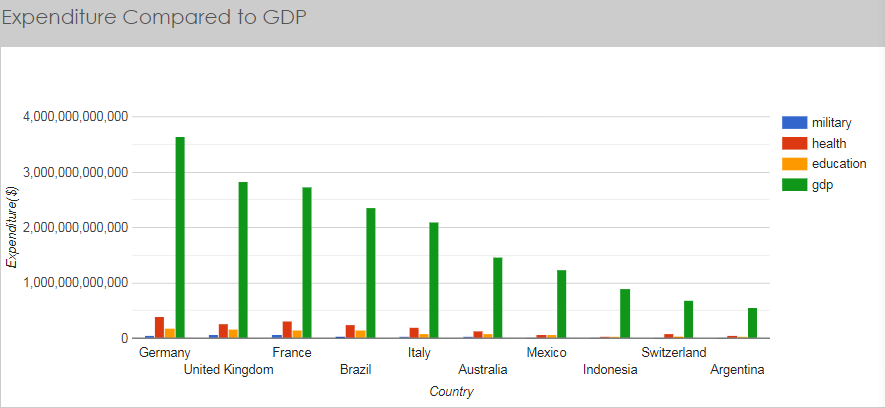 Expenditure Compared to GDP
4,000,000,000,000
3,000,000,000,000
2,000,000,000,000
1,000,000,000,000
0
Expenditure($)
Germany
United Kingdom
France
Brazil
Italy
Australia
Mexico
Indonesia
Switzerland
Argentina
Country
military
health
education
gdp